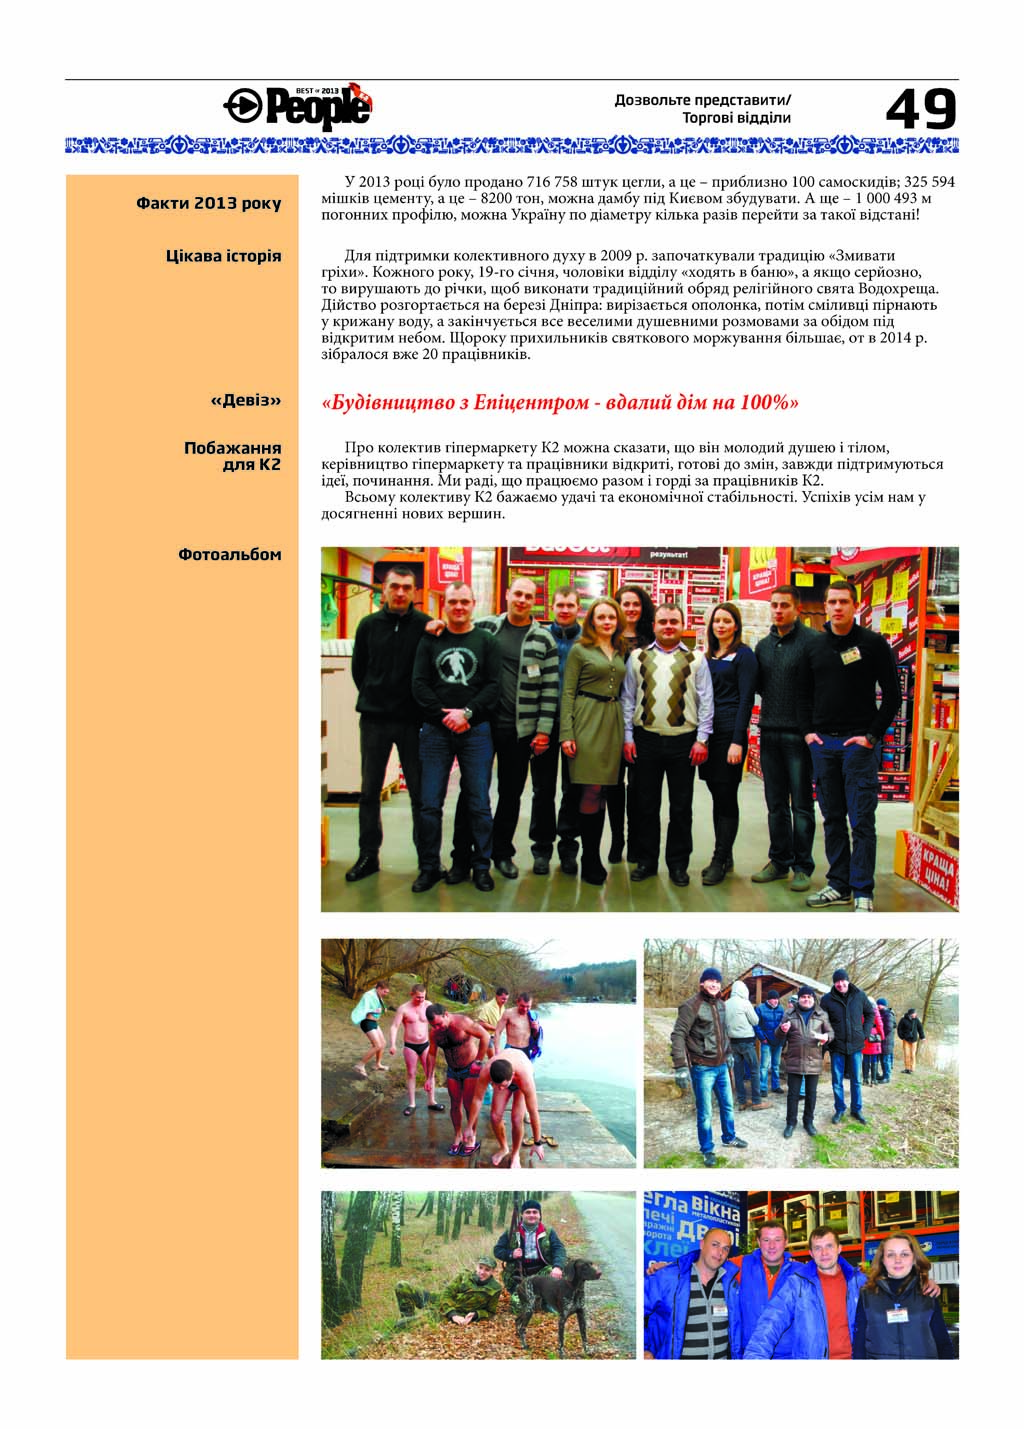 BEST of 2013
People
Дозвольте представити/
Торгові відділи
49
Факти 2013 року
У 2013 році було продано 716 758 штук цегли, а це – приблизно 100 самоскидів; 325 594
мішків цементу, а це – 8200 тон, можна дамбу під Києвом збудувати. А ще – 1 000 493 м
погонних профілю, можна Україну по діаметру кілька разів перейти за такої відстані!
Цікава історія
Для підтримки колективного духу в 2009 р. започаткували традицію «Змивати
гріхи». Кожного року, 19-го січня, чоловіки відділу «ходять в баню», а якщо серйозно,
то вирушають до річки, щоб виконати традиційний обряд релігійного свята Водохреща.
Дійство розгортається на березі Дніпра: вирізається ополонка, потім сміливці пірнають
у крижану воду, а закінчується все веселими душевними розмовами за обідом під
відкритим небом. Щороку прихильників святкового моржування більшає, от в 2014 р.
зібралося вже 20 працівників.
«Девіз»
«Будівництво з Епіцентром - вдалий дім на 100%»
Побажання
для К2
Про колектив гіпермаркету К2 можна сказати, що він молодий душею і тілом,
керівництво гіпермаркету та працівники відкриті, готові до змін, завжди підтримуються
ідеї, починання. Ми раді, що працюємо разом і горді за працівників К2.
Всьому колективу К2 бажаємо удачі та економічної стабільності. Успіхів усім нам у
досягненні нових вершин.
Фотоальбом
результат!
КРАЩА
ЦІНА!
КРАЩА
ЦІНА!
вікна
металопластикові
двері